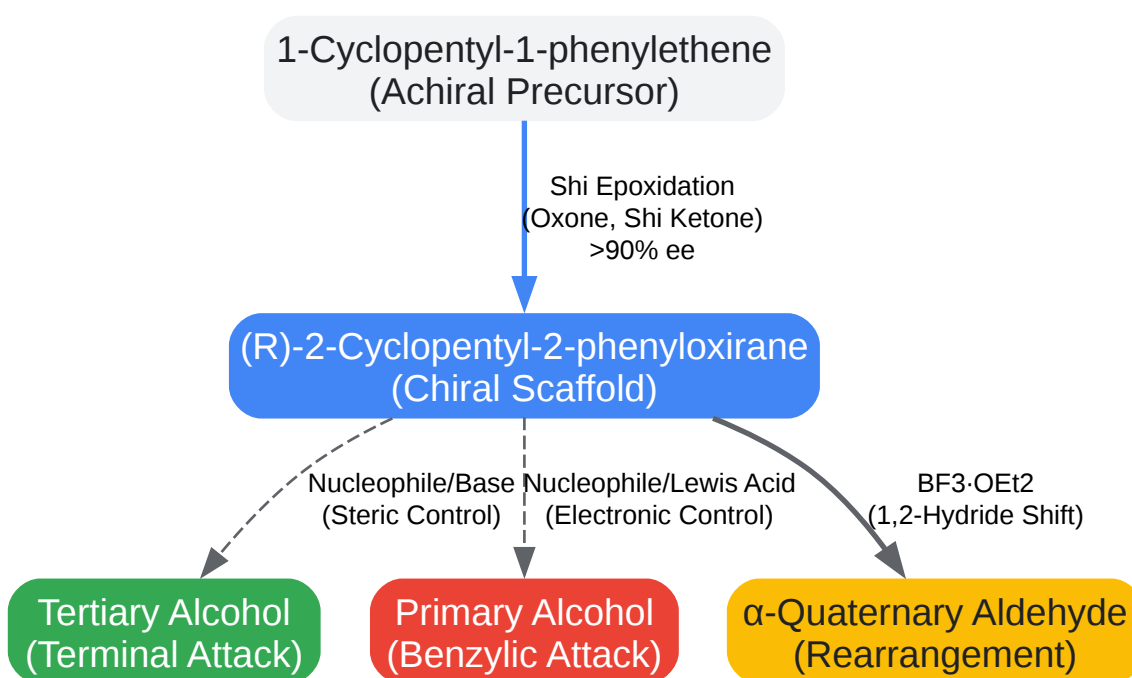 1-Cyclopentyl-1-phenylethene
(Achiral Precursor)
Shi Epoxidation
(Oxone, Shi Ketone)
>90% ee
(R)-2-Cyclopentyl-2-phenyloxirane
(Chiral Scaffold)
Nucleophile/Base
(Steric Control)
Nucleophile/Lewis Acid
(Electronic Control)
BF3·OEt2
(1,2-Hydride Shift)
Tertiary Alcohol
(Terminal Attack)
Primary Alcohol
(Benzylic Attack)
α-Quaternary Aldehyde
(Rearrangement)